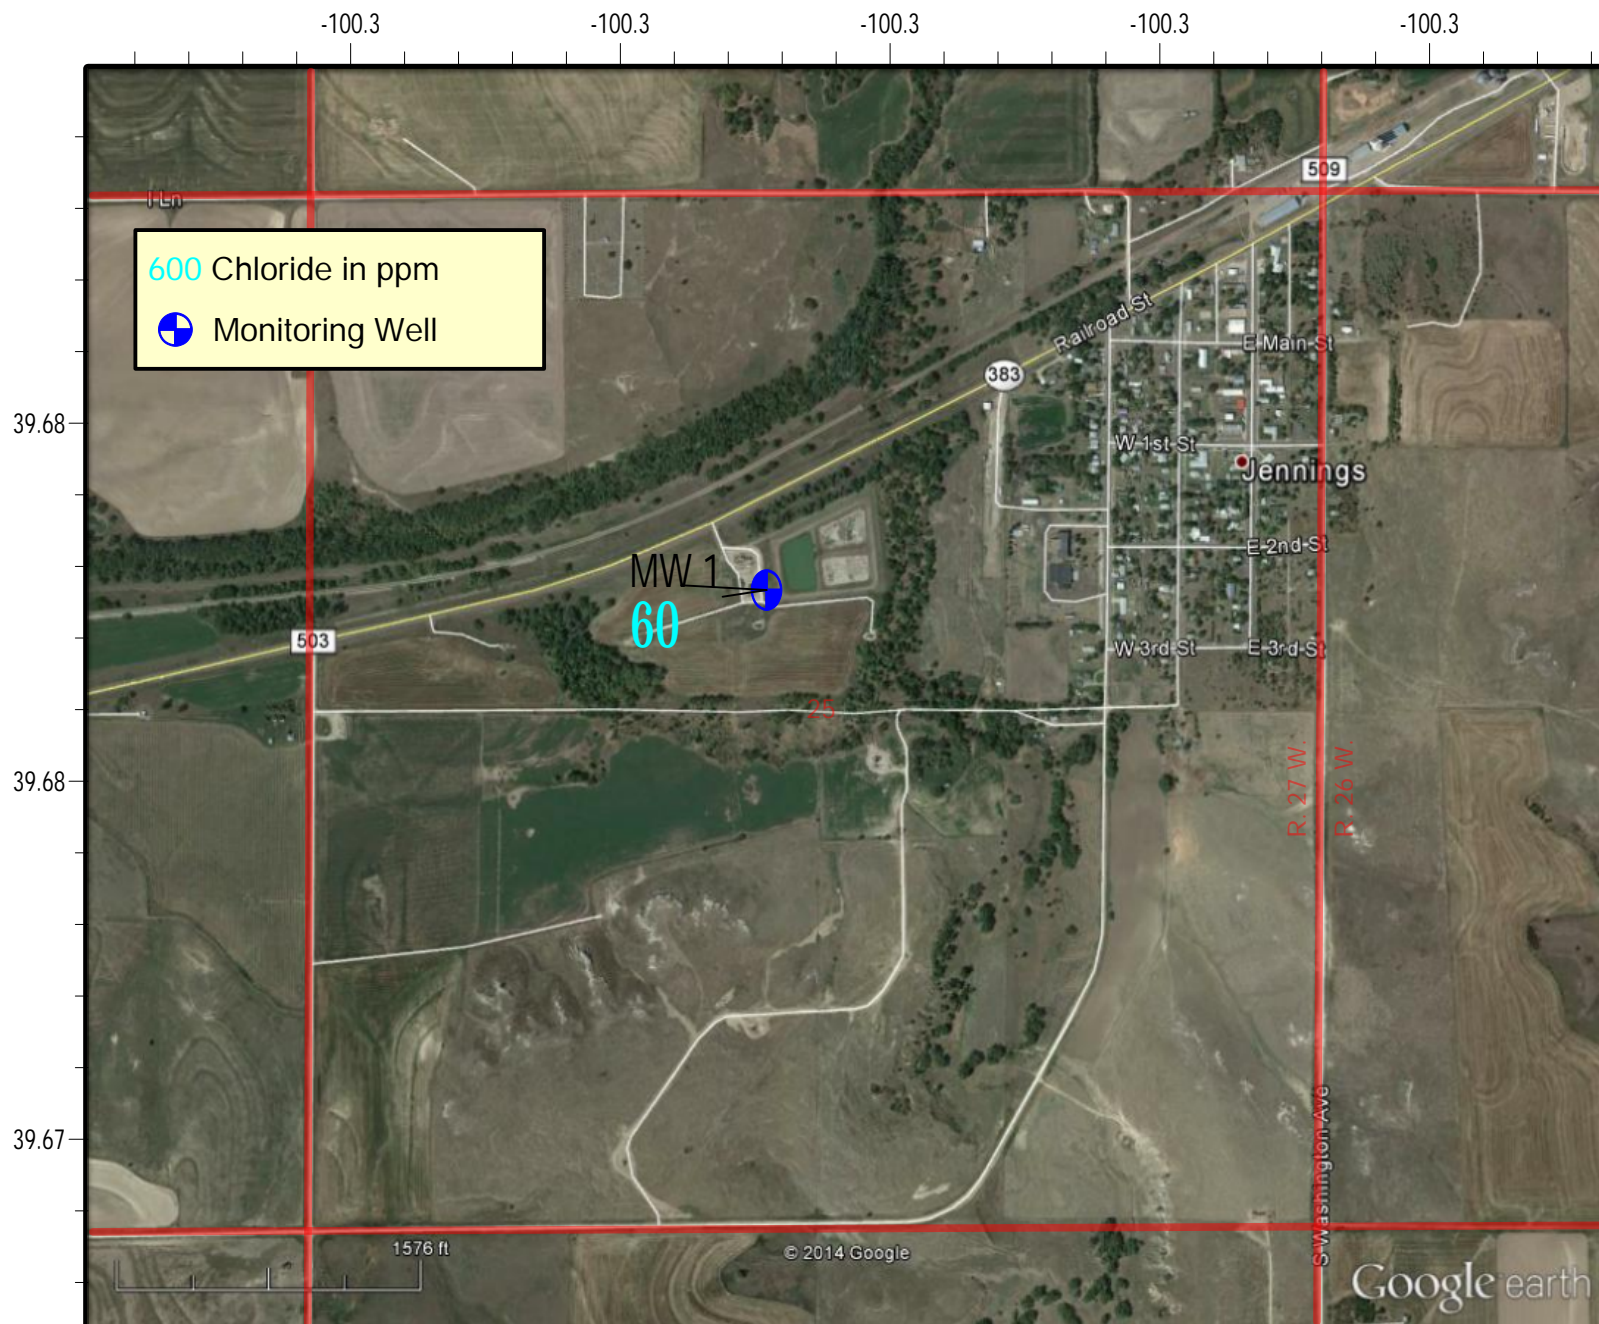 -100.3 -100.3 -100.3 -100.3 -100.3
509
I Ln
600 Chloride in ppm
Monitoring Well
Railroad St
E Main St
383
39.68
W 1st St
Jennings
E 2nd St
MW 1
60
503
W 3rd St E 3rd St
25
R. 27 W.
R. 26 W.
39.68
39.67
S Washington Ave
1576 ft
© 2014 Google
Google earth